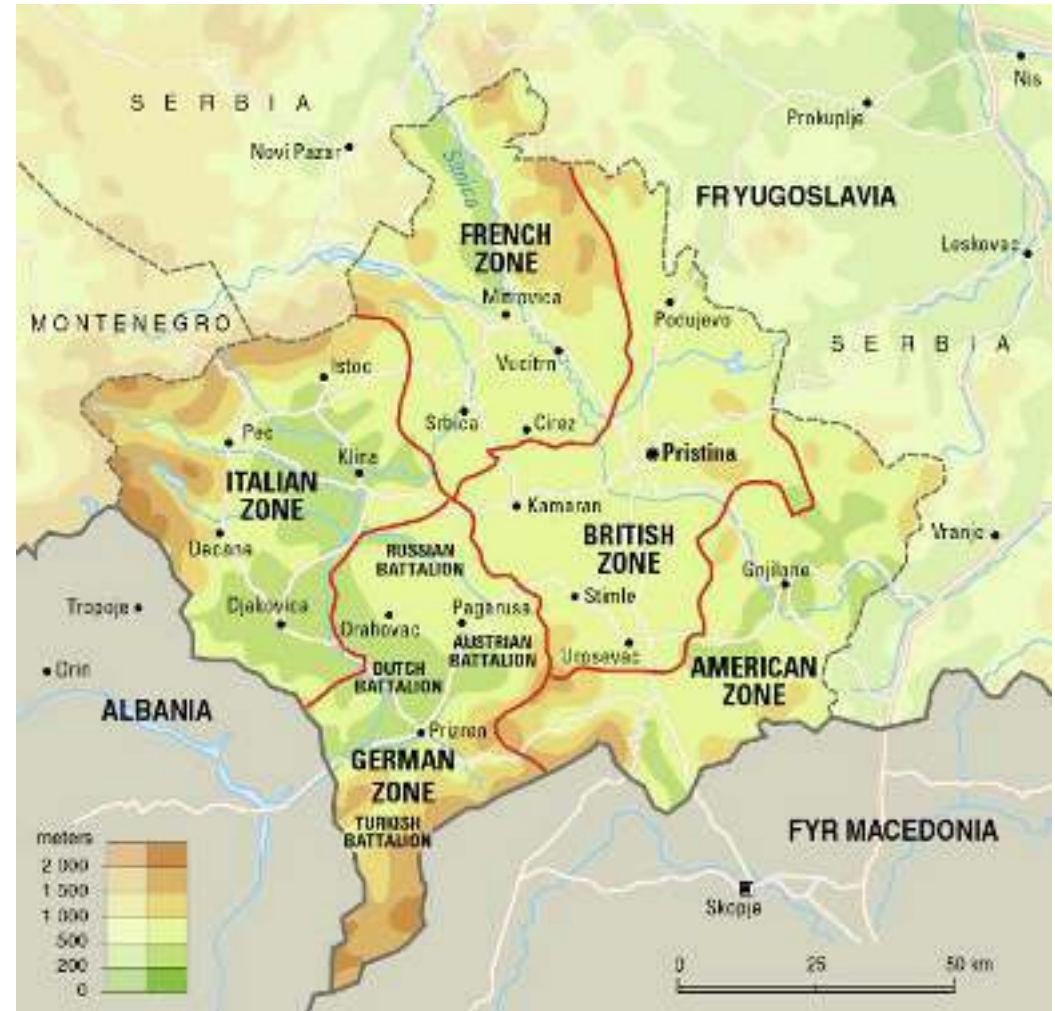 SERBIA
Novi Pazar
Nis
Prokuplje
FRYUGOSLAVIA
Leskovac
FRENCH
ZONE
Mitrovica
MONTENEGRO
Podujevo
SERBIA
Vucitrn
Istoc
Srbica
Cirez
Pec
Pristina
Klina
ITALIAN
ZONE
Kamaran
BRITISH
ZONE
Vranje
Decane
RUSSIAN
BATTALION
Gnjilane
Stimle
Tropoje
Djakovica
Pagarusa
Orahovac
AUSTRIAN
BATTALION
Urosevac
DUTCH
BATTALION
AMERICAN
ZONE
ALBANIA
Prizren
GERMAN
ZONE
TURKISH
BATTALION
FYR MACEDONIA
Skopje
meters
2 000
1 500
1 000
500
200
0
0 25 50 km